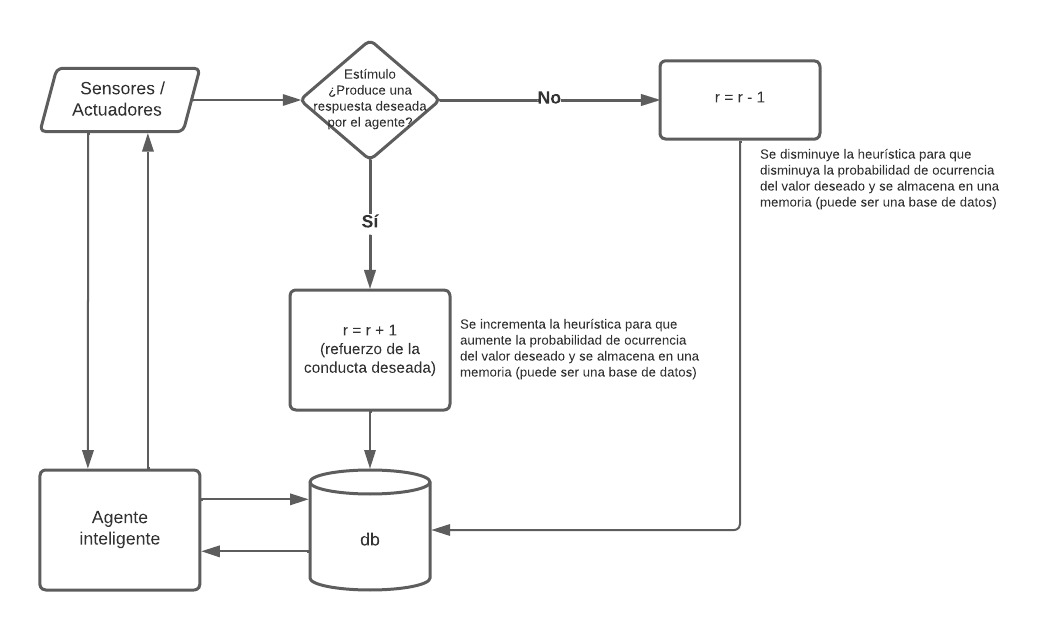 Sensores /
Actuadores
Estímulo
¿Produce una
respuesta deseada
por el agente?
No
r = r - 1
Se disminuye la heurística para que
disminuya la probabilidad de ocurrencia
del valor deseado y se almacena en una
memoria (puede ser una base de datos)
Sí
r = r + 1
(refuerzo de la
conducta deseada)
Se incrementa la heurística para que
aumente la probabilidad de ocurrencia
del valor deseado y se almacena en una
memoria (puede ser una base de datos)
Agente
inteligente
db